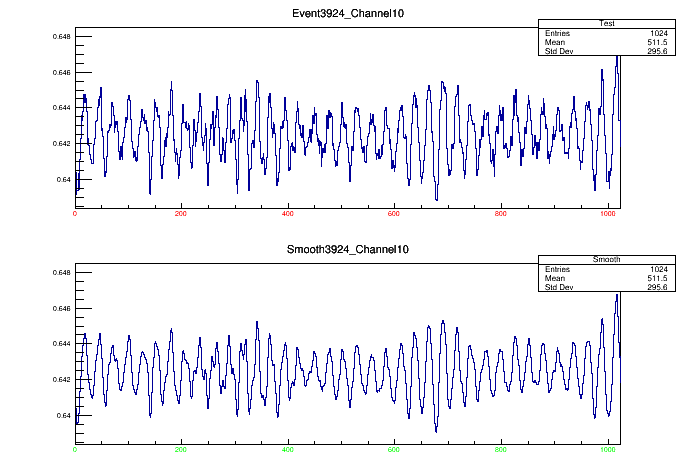 Event3924_Channel10
Test
Entries 1024
Mean 511.5
Std Dev 295.6
0.648
0.646
0.644
0.642
0.64
0 200 400 600 800 1000
Smooth3924_Channel10
Smooth
Entries 1024
Mean 511.5
Std Dev 295.6
0.648
0.646
0.644
0.642
0.64
0 200 400 600 800 1000